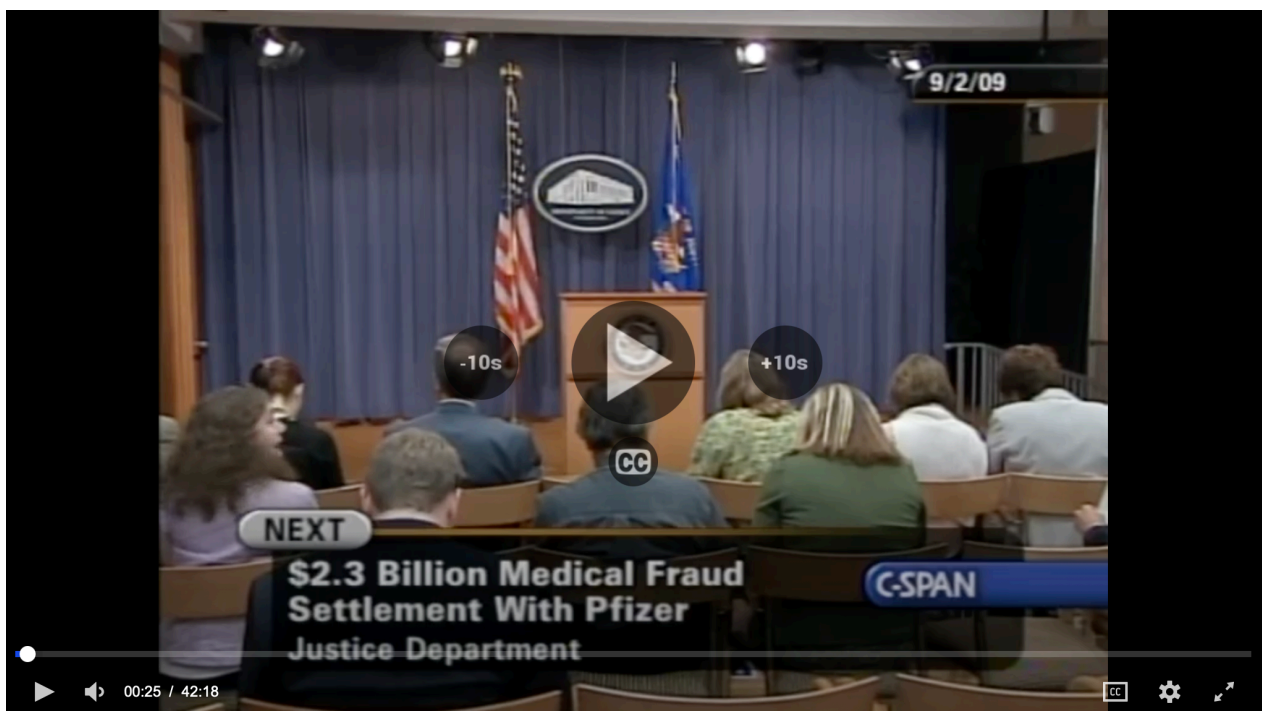 9/2/09
-10s
+10s
CC
NEXT
$2.3 Billion Medical Fraud
Settlement With Pfizer
Justice Department
C-SPAN
00:25 / 42:18
CC